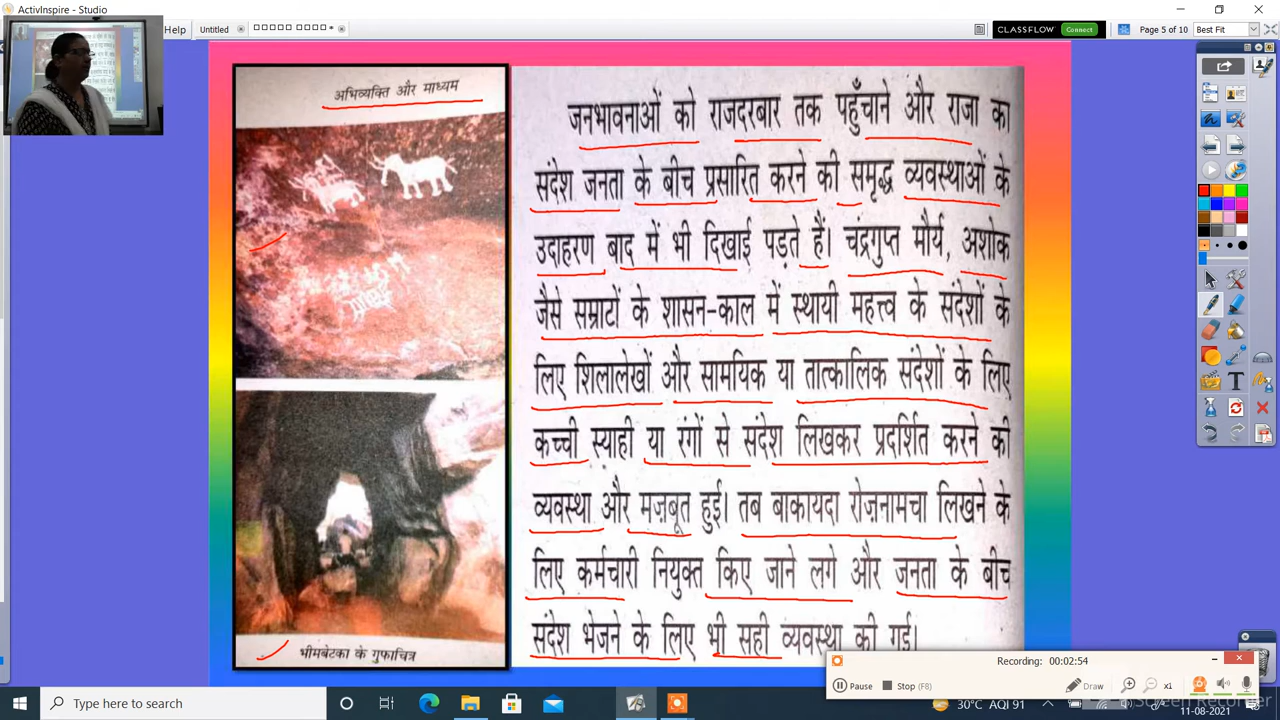 ActivInspire - Studio
Help
Untitled
CLASSFLOW
Connect
Page 5 of 10
Best Fit
अभिव्यक्ति और माध्यम
भीमबेटका के गुफाचित्र
जनभावनाओं को राजदरबार तक पहुँचाने और राजा का
संदेश जनता के बीच प्रसारित करने की समृद्ध व्यवस्थाओं के
उदाहरण बाद में भी दिखाई पड़ते हैं। चंद्रगुप्त मौर्य, अशोक
जैसे सम्राटों के शासन-काल में स्थायी महत्त्व के संदेशों के
लिए शिलालेखों और सामयिक या तात्कालिक संदेशों के लिए
कच्ची स्याही या रंगों से संदेश लिखकर प्रदर्शित करने की
व्यवस्था और मज़बूत हुई। तब बाकायदा रोज़नामचा लिखने के
लिए कर्मचारी नियुक्त किए जाने लगे और जनता के बीच
संदेश भेजने के लिए भी सही व्यवस्था की गई।
Recording: 00:02:54
Pause
Stop (F8)
Draw
x1
Screen Recorder
Type here to search
30°C AQI 91
11-08-2021